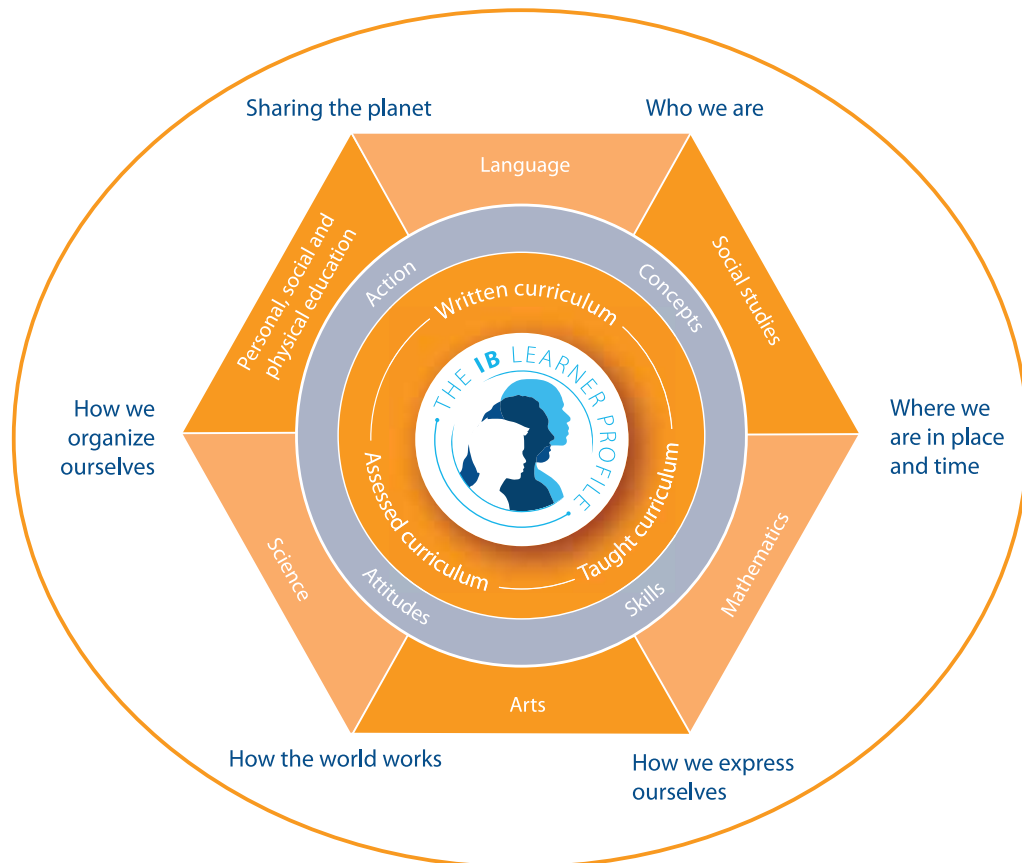 Sharing the planet
Who we are
Language
Personal, social and
physical education
Social studies
Action
Concepts
Written curriculum
THE IB LEARNER PROFILE
How we
organize
ourselves
Where we
are in place
and time
Assessed curriculum
Taught curriculum
Science
Mathematics
Attitudes
Skills
Arts
How the world works
How we express
ourselves